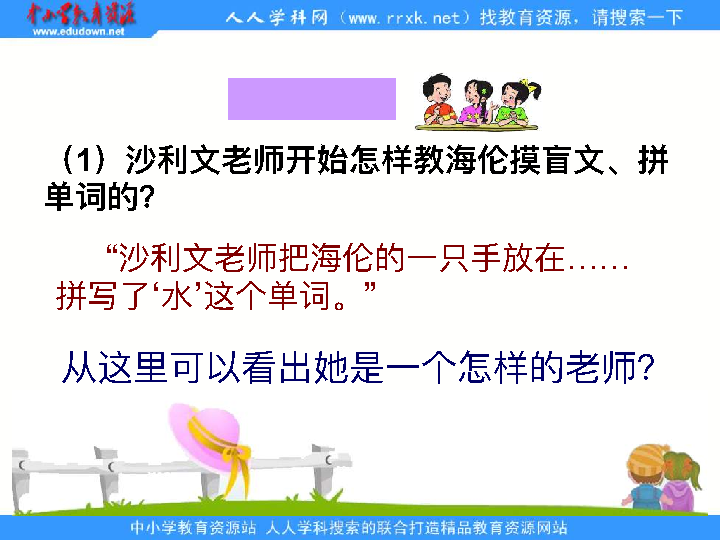 中小学教育资源
www.edudown.net
人人学科网（www.rrxk.net）找教育资源，请搜索一下
（1）沙利文老师开始怎样教海伦摸盲文、拼
单词的？
“沙利文老师把海伦的一只手放在……
拼写了‘水’这个单词。”
从这里可以看出她是一个怎样的老师？
中小学教育资源站 人人学科搜索的联合打造精品教育资源网站